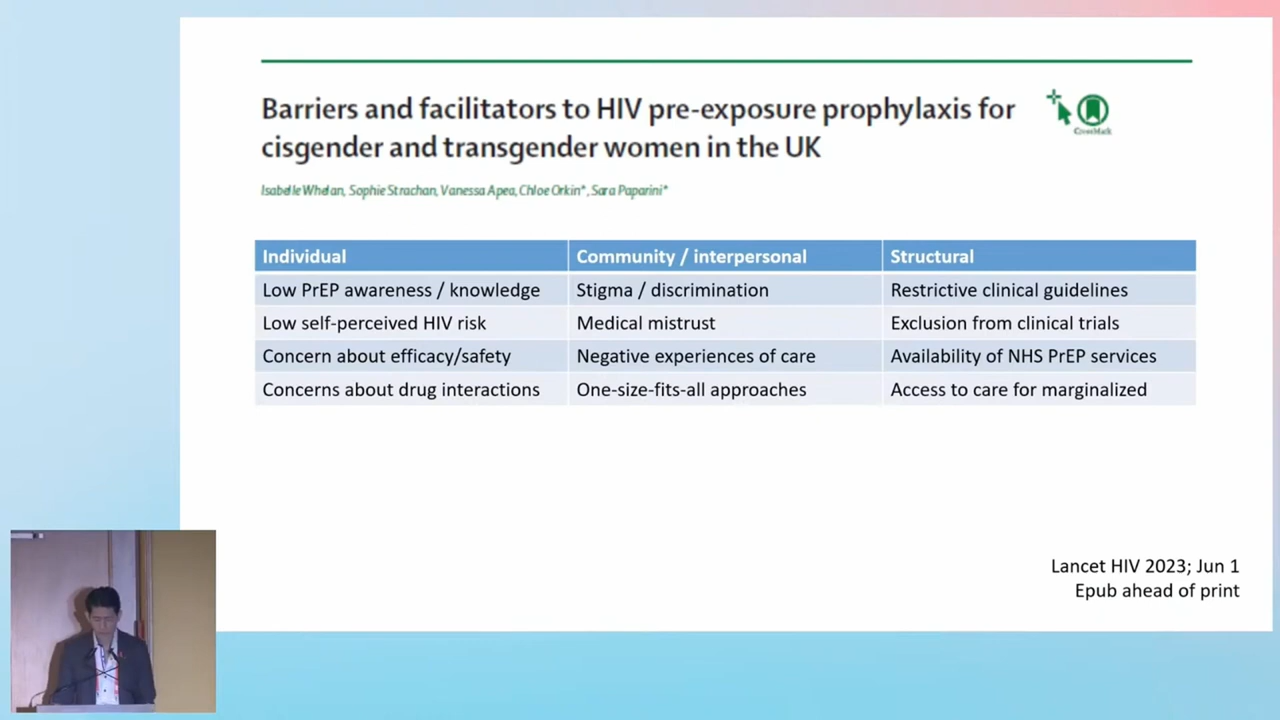 Barriers and facilitators to HIV pre-exposure prophylaxis for
cisgender and transgender women in the UK
CrossMark
Isabelle Whelan, Sophie Strachan, Vanessa Apea, Chloe Orkin*, Sara Paparini*
Individual Community / interpersonal Structural
Low PrEP awareness / knowledge Stigma / discrimination Restrictive clinical guidelines
Low self-perceived HIV risk Medical mistrust Exclusion from clinical trials
Concern about efficacy/safety Negative experiences of care Availability of NHS PrEP services
Concerns about drug interactions One-size-fits-all approaches Access to care for marginalized
Lancet HIV 2023; Jun 1
Epub ahead of print